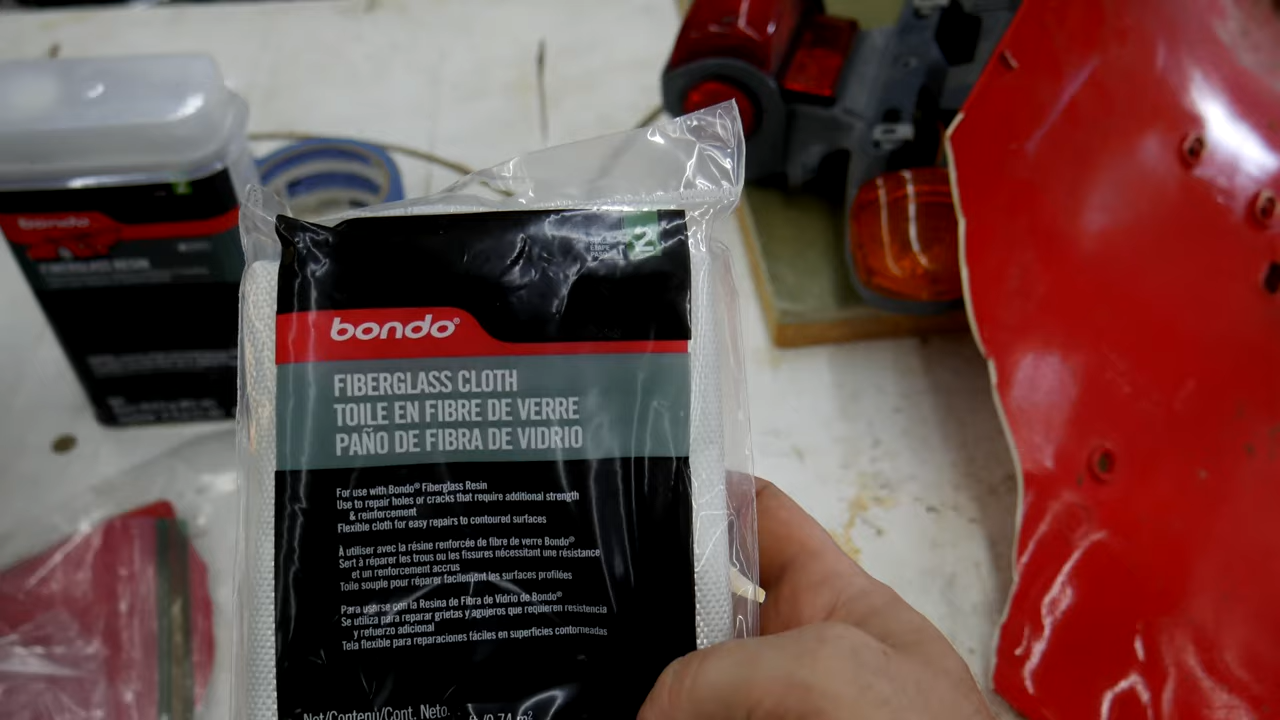 2
bondo®
FIBERGLASS CLOTH
TOILE EN FIBRE DE VERRE
PAÑO DE FIBRA DE VIDRIO
For use with Bondo® Fiberglass Resin
Use to repair holes or cracks that require additional strength
& reinforcement
Flexible cloth for easy repairs to contoured surfaces
À utiliser avec la résine renforcée de fibre de verre Bondo®
Sert à réparer les trous ou les fissures nécessitant une résistance
et un renforcement accrus
Toile souple pour réparer facilement les surfaces profilées
Para usarse con la Resina de Fibra de Vidrio de Bondo®
Se utiliza para reparar grietas y agujeros que requieren resistencia
y refuerzo adicional
Tela flexible para reparaciones fáciles en superficies contorneadas
Net/Contenu/Cont. Neto. /0.74 m²
bondo
FIBERGLASS RESIN